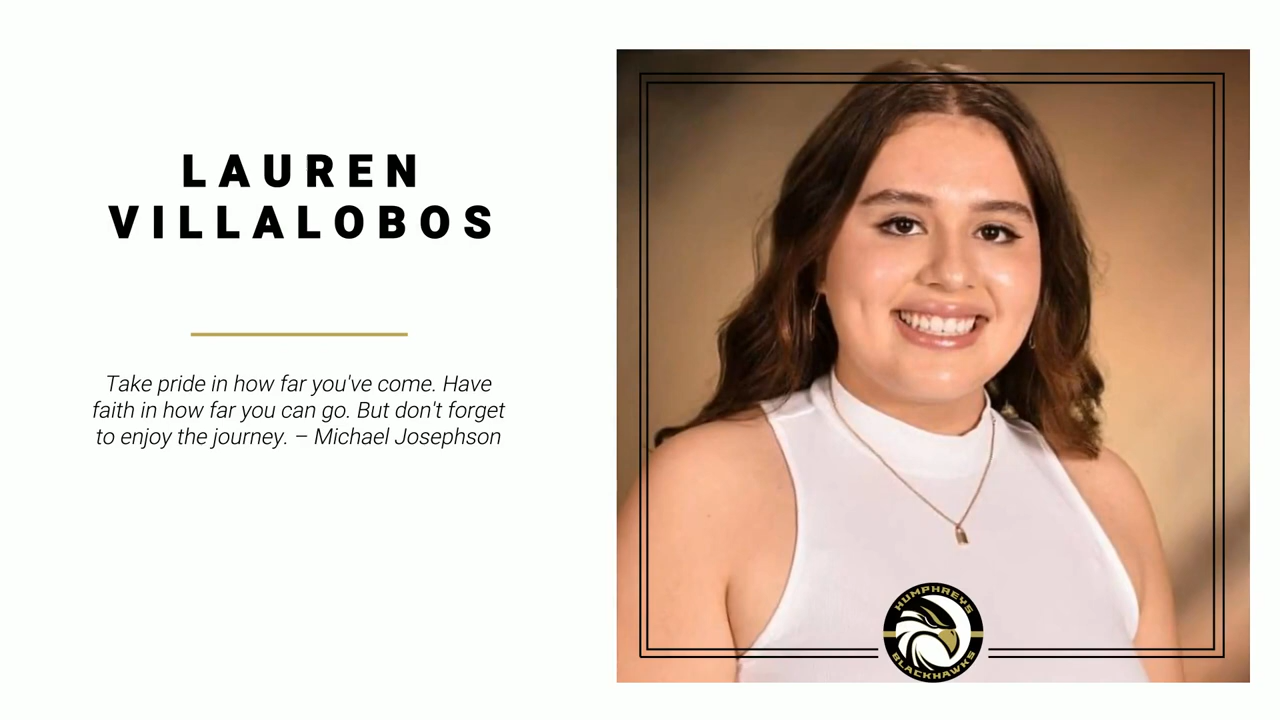 LAUREN
VILLALOBOS
Take pride in how far you've come. Have
faith in how far you can go. But don't forget
to enjoy the journey. – Michael Josephson
HUMPHREYS
BLACKHAWKS